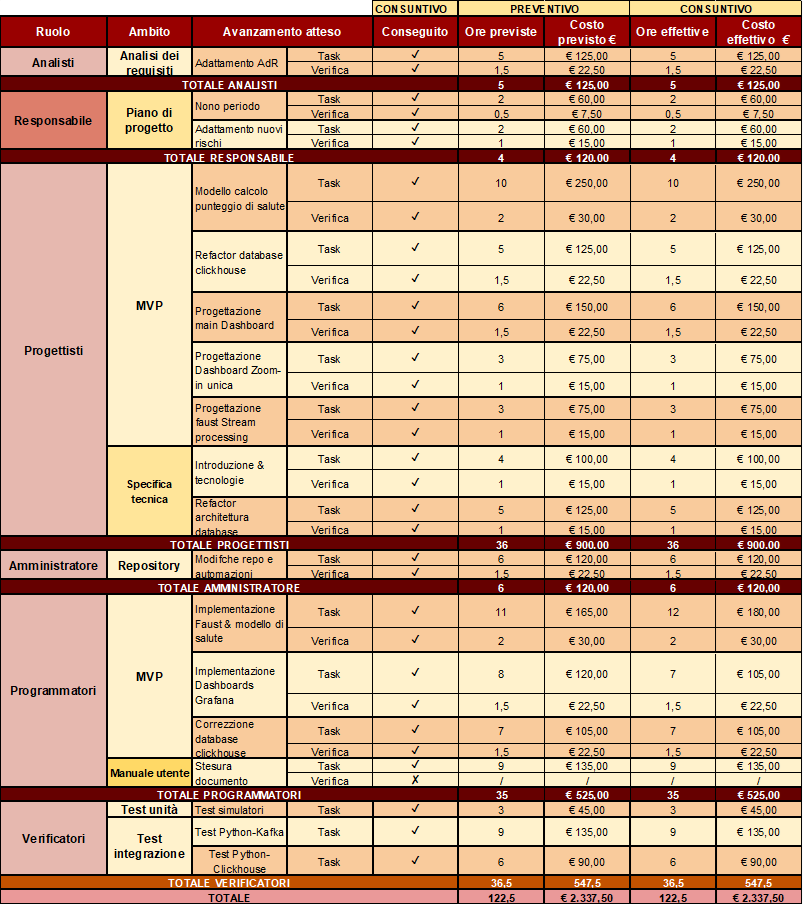 CONSUNTIVO PREVENTIVO CONSUNTIVO
Ruolo Ambito Avanzamento atteso Conseguito Ore previste Costo previsto € Ore effettive Costo effettivo €
Analisti Analisi dei requisiti Adattamento AdR Task ✓ 5 € 125,00 5 € 125,00
Verifica ✓ 1,5 € 22,50 1,5 € 22,50
TOTALE ANALISTI 5 € 125,00 5 € 125,00
Responsabile Piano di progetto Nono periodo Task ✓ 2 € 60,00 2 € 60,00
Verifica ✓ 0,5 € 7,50 0,5 € 7,50
Adattamento nuovi rischi Task ✓ 2 € 60,00 2 € 60,00
Verifica ✓ 1 € 15,00 1 € 15,00
TOTALE RESPONSABILE 4 € 120,00 4 € 120,00
Progettisti MVP Modello calcolo punteggio di salute Task ✓ 10 € 250,00 10 € 250,00
Verifica ✓ 2 € 30,00 2 € 30,00
Refactor database clickhouse Task ✓ 5 € 125,00 5 € 125,00
Verifica ✓ 1,5 € 22,50 1,5 € 22,50
Progettazione main Dashboard Task ✓ 6 € 150,00 6 € 150,00
Verifica ✓ 1,5 € 22,50 1,5 € 22,50
Progettazione Dashboard Zoom-in unica Task ✓ 3 € 75,00 3 € 75,00
Verifica ✓ 1 € 15,00 1 € 15,00
Progettazione faust Stream processing Task ✓ 3 € 75,00 3 € 75,00
Verifica ✓ 1 € 15,00 1 € 15,00
Specifica tecnica Introduzione & tecnologie Task ✓ 4 € 100,00 4 € 100,00
Verifica ✓ 1 € 15,00 1 € 15,00
Refactor architettura database Task ✓ 5 € 125,00 5 € 125,00
Verifica ✓ 1 € 15,00 1 € 15,00
TOTALE PROGETTISTI 36 € 900,00 36 € 900,00
Amministratore Repository Modifche repo e automazioni Task ✓ 6 € 120,00 6 € 120,00
Verifica ✓ 1,5 € 22,50 1,5 € 22,50
TOTALE AMMINISTRATORE 6 € 120,00 6 € 120,00
Programmatori MVP Implementazione Faust & modello di salute Task ✓ 11 € 165,00 12 € 180,00
Verifica ✓ 2 € 30,00 2 € 30,00
Implementazione Dashboards Grafana Task ✓ 8 € 120,00 7 € 105,00
Verifica ✓ 1,5 € 22,50 1,5 € 22,50
Correzzione database clickhouse Task ✓ 7 € 105,00 7 € 105,00
Verifica ✓ 1,5 € 22,50 1,5 € 22,50
Manuale utente Stesura documento Task ✓ 9 € 135,00 9 € 135,00
Verifica ✗ / / / /
TOTALE PROGRAMMATORI 35 € 525,00 35 € 525,00
Verificatori Test unità Test simulatori Task ✓ 3 € 45,00 3 € 45,00
Test integrazione Test Python-Kafka Task ✓ 9 € 135,00 9 € 135,00
Test Python-Clickhouse Task ✓ 6 € 90,00 6 € 90,00
TOTALE VERIFICATORI 36,5 547,5 36,5 547,5
TOTALE 122,5 € 2.337,50 122,5 € 2.337,50